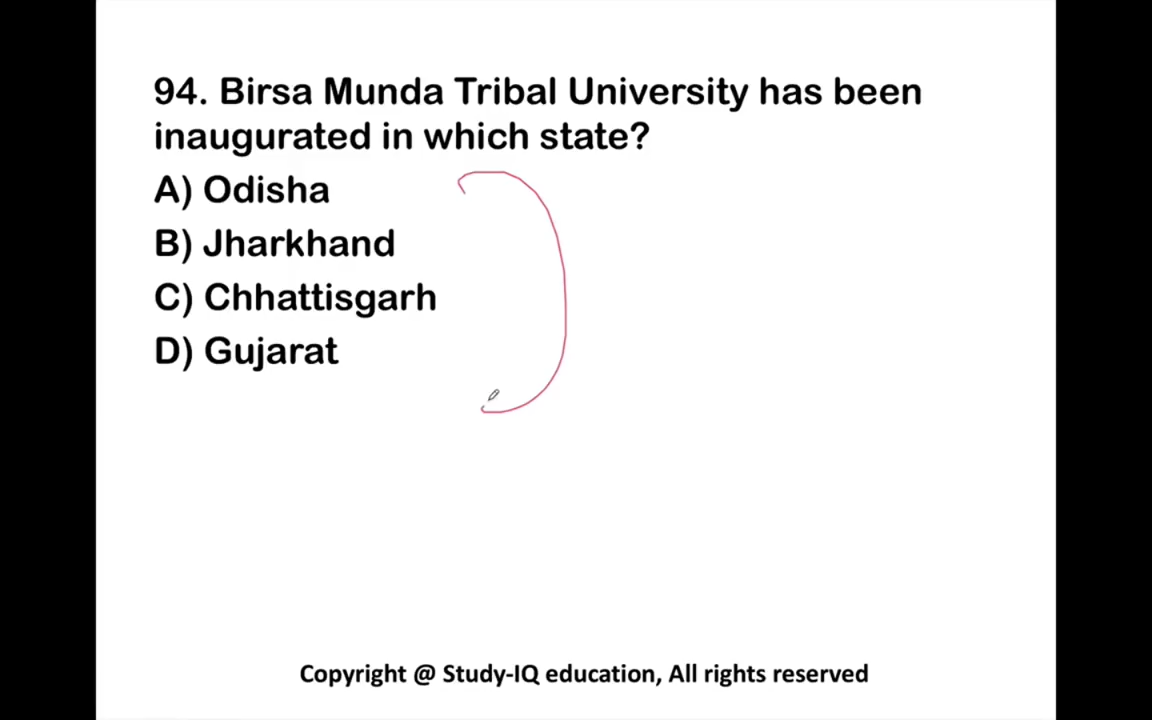 94. Birsa Munda Tribal University has been
inaugurated in which state?
A) Odisha
B) Jharkhand
C) Chhattisgarh
D) Gujarat
Copyright @ Study-IQ education, All rights reserved